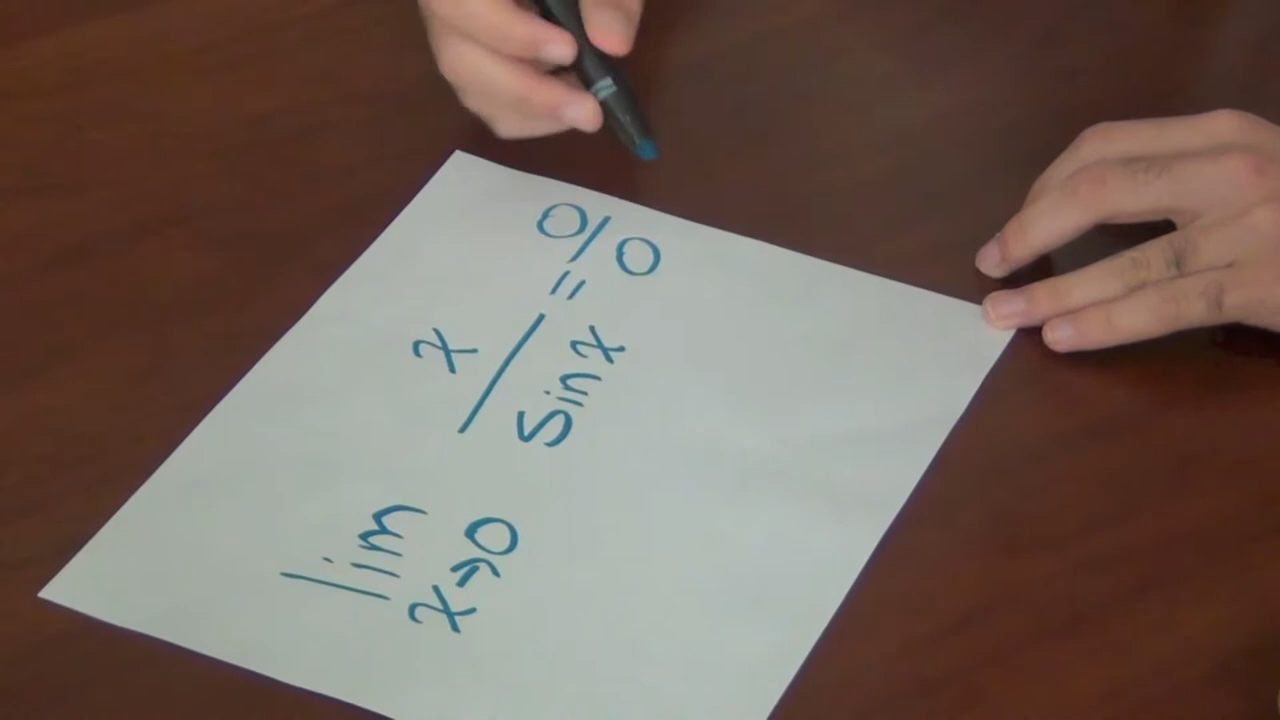 lim x/sin x = 0/0
x→0